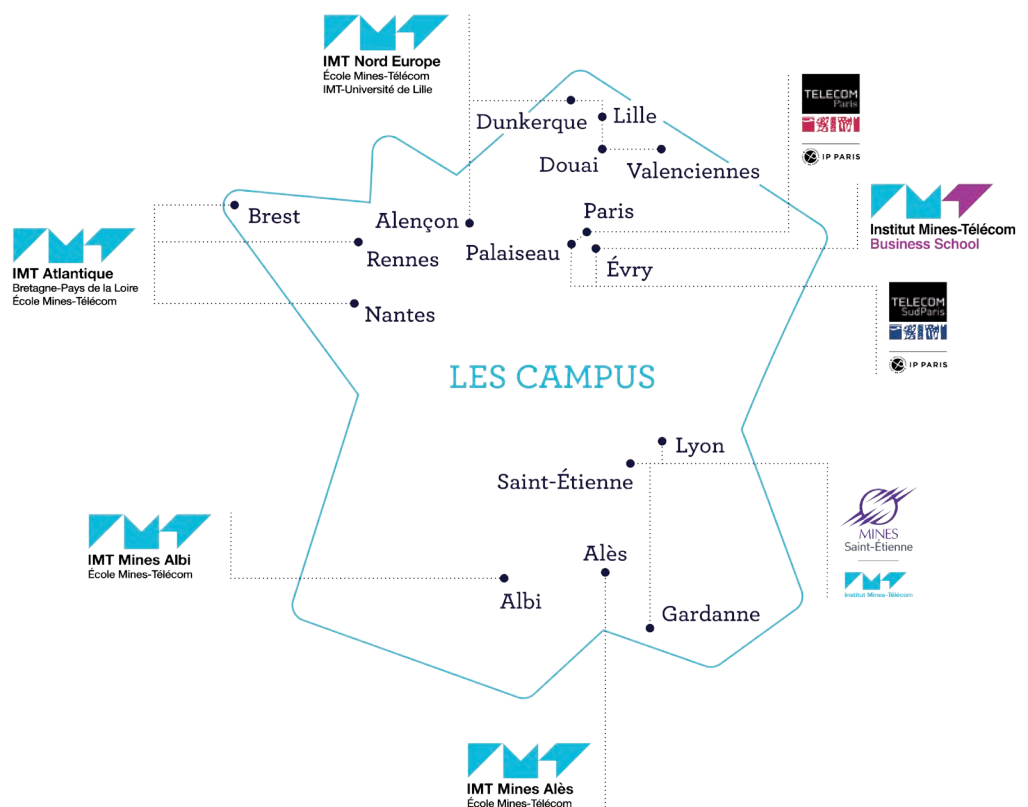 IMT Nord Europe
École Mines-Télécom
IMT-Université de Lille
TELECOM
Paris
IP PARIS
Dunkerque
Lille
Douai
Valenciennes
Brest
Alençon
Paris
Institut Mines-Télécom
Business School
Rennes
Palaiseau
Évry
IMT Atlantique
Bretagne-Pays de la Loire
École Mines-Télécom
Nantes
TELECOM
SudParis
IP PARIS
LES CAMPUS
Lyon
Saint-Étienne
MINES
Saint-Étienne
Institut Mines-Télécom
IMT Mines Albi
École Mines-Télécom
Alès
Albi
Gardanne
IMT Mines Alès
École Mines-Télécom